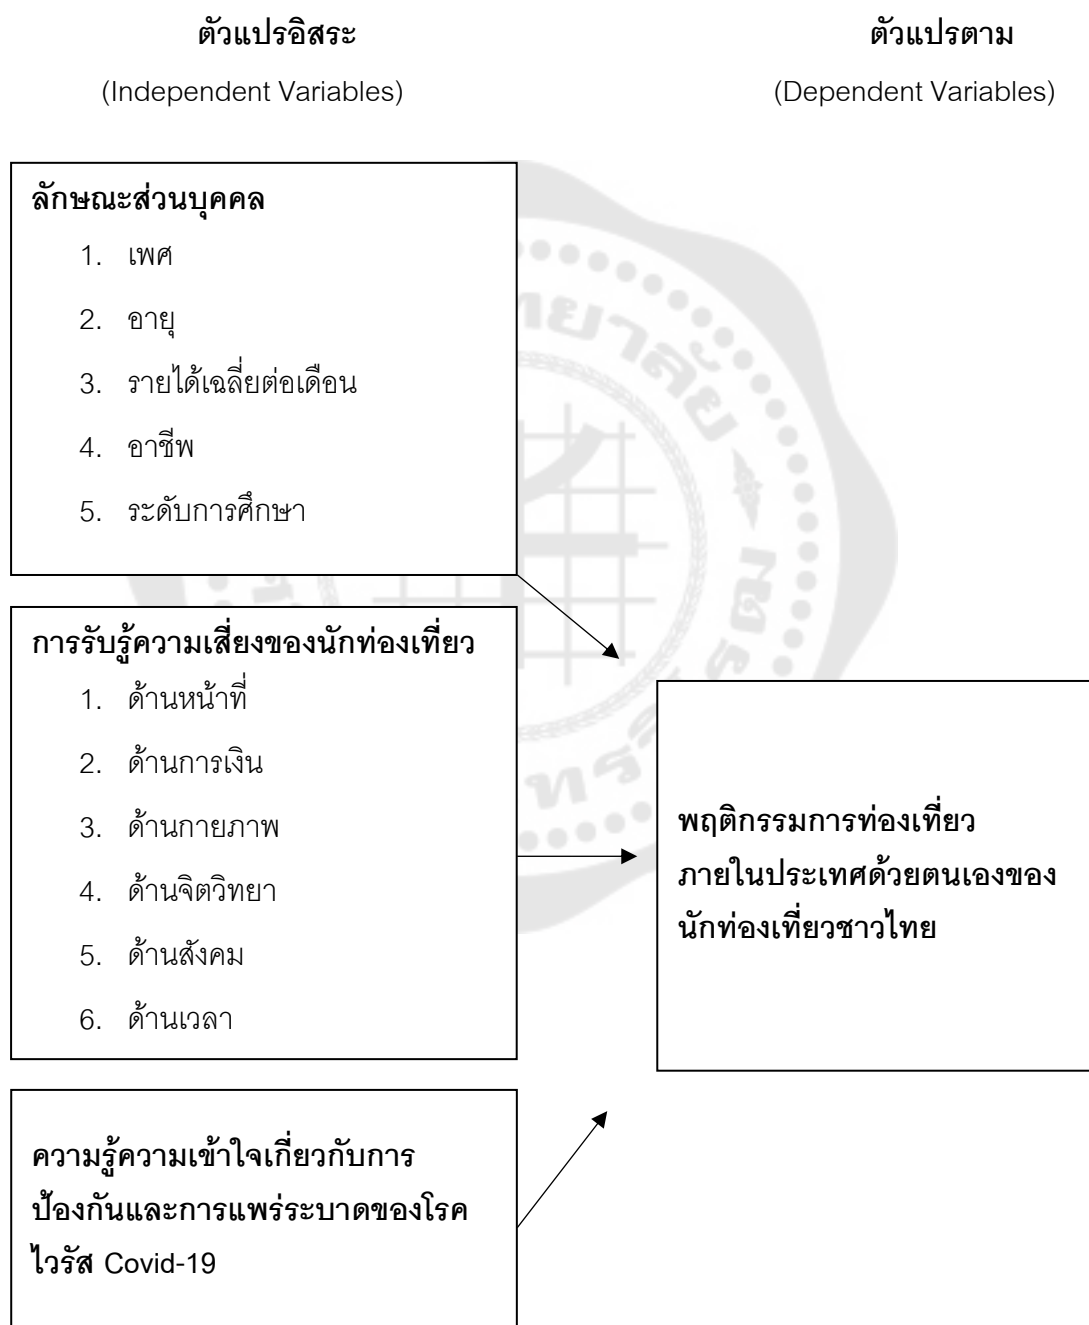 ตัวแปรอิสระ
(Independent Variables)
ตัวแปรตาม
(Dependent Variables)
ลักษณะส่วนบุคคล
1. เพศ
2. อายุ
3. รายได้เฉลี่ยต่อเดือน
4. อาชีพ
5. ระดับการศึกษา
การรับรู้ความเสี่ยงของนักท่องเที่ยว
1. ด้านหน้าที่
2. ด้านการเงิน
3. ด้านกายภาพ
4. ด้านจิตวิทยา
5. ด้านสังคม
6. ด้านเวลา
ความรู้ความเข้าใจเกี่ยวกับการ
ป้องกันและการแพร่ระบาดของโรค
ไวรัส Covid-19
พฤติกรรมการท่องเที่ยว
ภายในประเทศด้วยตนเองของ
นักท่องเที่ยวชาวไทย